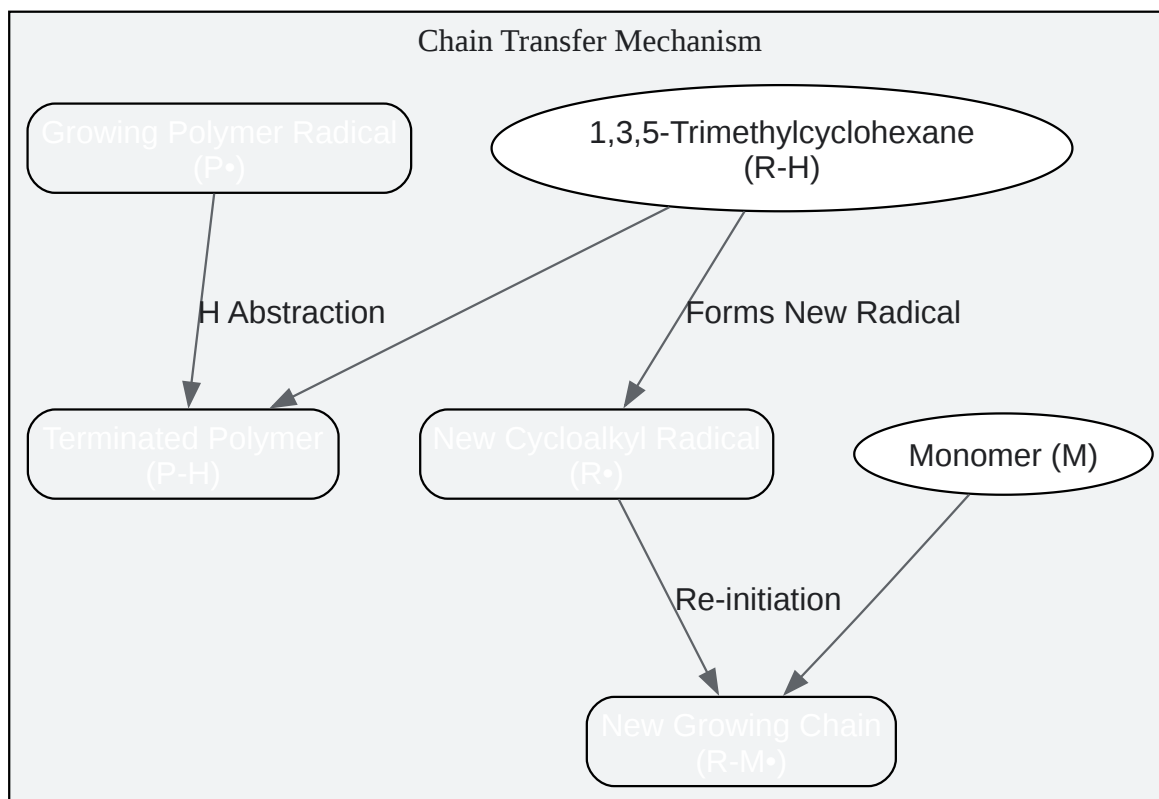 Chain Transfer Mechanism
Growing Polymer Radical
(P•)
1,3,5-Trimethylcyclohexane
(R-H)
H Abstraction
Forms New Radical
Terminated Polymer
(P-H)
New Cycloalkyl Radical
(R•)
Monomer (M)
Re-initiation
New Growing Chain
(R-M•)